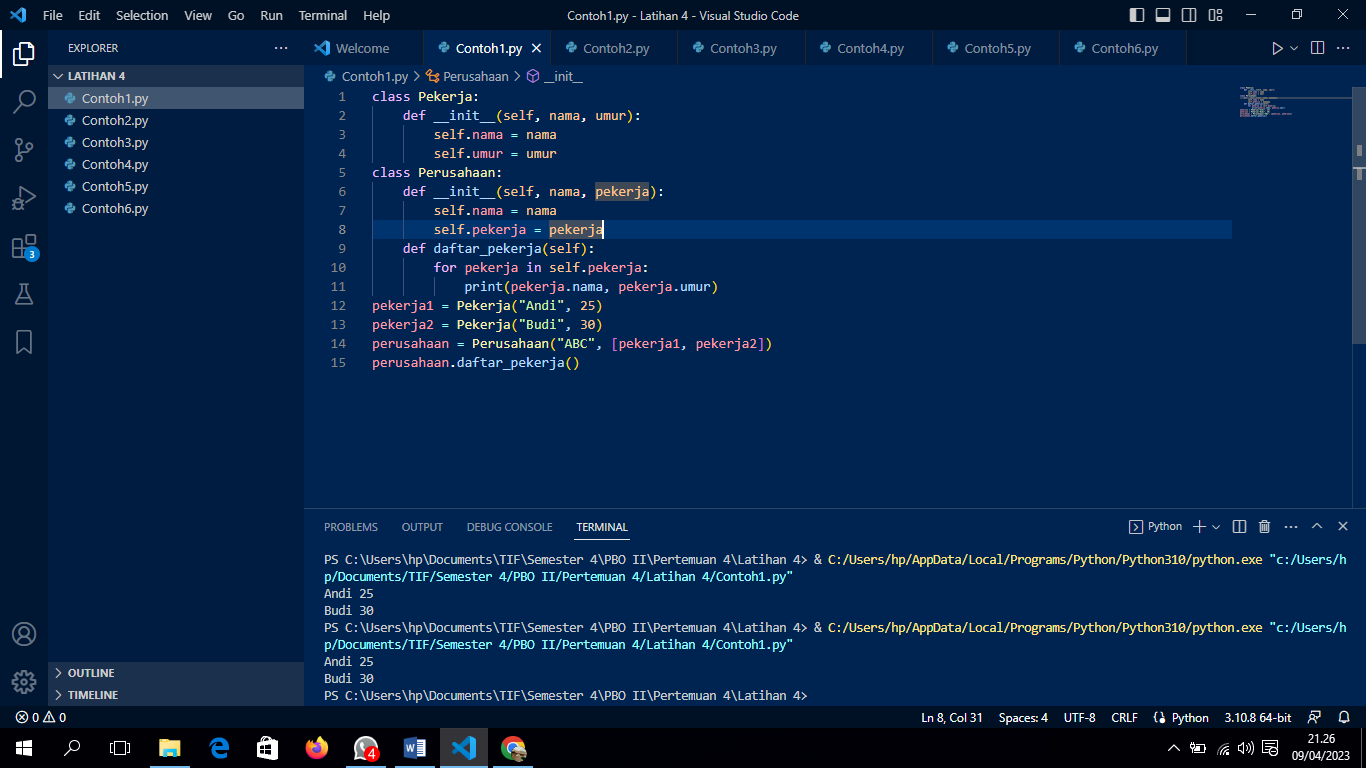 File Edit Selection View Go Run Terminal Help Contoh1.py - Latihan 4 - Visual Studio Code
EXPLORER
Welcome Contoh1.py Contoh2.py Contoh3.py Contoh4.py Contoh5.py Contoh6.py
LATIHAN 4
Contoh1.py
Contoh2.py
Contoh3.py
Contoh4.py
Contoh5.py
Contoh6.py
3
OUTLINE
TIMELINE
Contoh1.py > Perusahaan > __init__
1 class Pekerja:
2     def __init__(self, nama, umur):
3         self.nama = nama
4         self.umur = umur
5 class Perusahaan:
6     def __init__(self, nama, pekerja):
7         self.nama = nama
8         self.pekerja = pekerja
9     def daftar_pekerja(self):
10         for pekerja in self.pekerja:
11             print(pekerja.nama, pekerja.umur)
12 pekerja1 = Pekerja("Andi", 25)
13 pekerja2 = Pekerja("Budi", 30)
14 perusahaan = Perusahaan("ABC", [pekerja1, pekerja2])
15 perusahaan.daftar_pekerja()
PROBLEMS OUTPUT DEBUG CONSOLE TERMINAL Python
PS C:\Users\hp\Documents\TIF\Semester 4\PBO II\Pertemuan 4\Latihan 4> & C:/Users/hp/AppData/Local/Programs/Python/Python310/python.exe "c:/Users/h
p/Documents/TIF/Semester 4/PBO II/Pertemuan 4/Latihan 4/Contoh1.py"
Andi 25
Budi 30
PS C:\Users\hp\Documents\TIF\Semester 4\PBO II\Pertemuan 4\Latihan 4> & C:/Users/hp/AppData/Local/Programs/Python/Python310/python.exe "c:/Users/h
p/Documents/TIF/Semester 4/PBO II/Pertemuan 4/Latihan 4/Contoh1.py"
Andi 25
Budi 30
PS C:\Users\hp\Documents\TIF\Semester 4\PBO II\Pertemuan 4\Latihan 4>
0 0 Ln 8, Col 31 Spaces: 4 UTF-8 CRLF Python 3.10.8 64-bit
4
21.26
09/04/2023